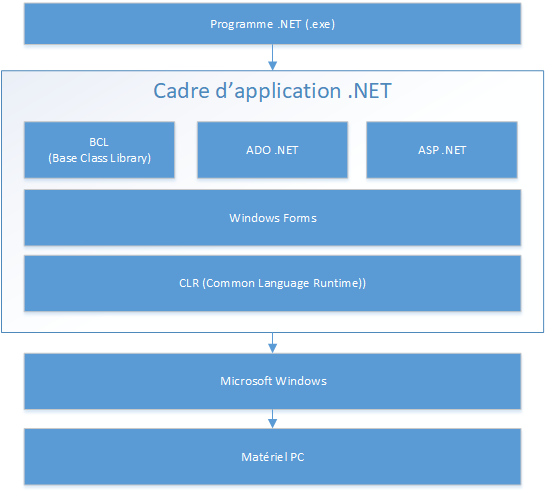 Programme .NET (.exe)
Cadre d’application .NET
BCL
(Base Class Library)
ADO .NET
ASP .NET
Windows Forms
CLR (Common Language Runtime))
Microsoft Windows
Matériel PC